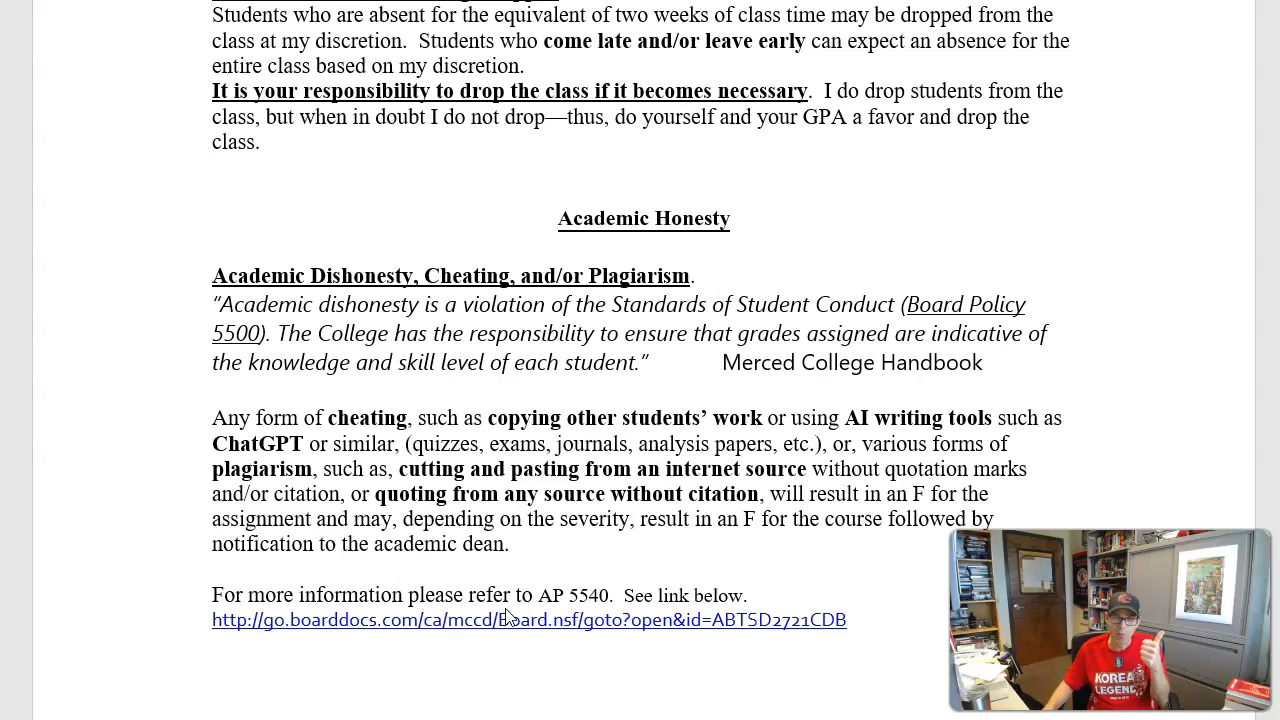 Students who are absent for the equivalent of two weeks of class time may be dropped from the
class at my discretion.  Students who come late and/or leave early can expect an absence for the
entire class based on my discretion.
It is your responsibility to drop the class if it becomes necessary.  I do drop students from the
class, but when in doubt I do not drop—thus, do yourself and your GPA a favor and drop the
class.
Academic Honesty
Academic Dishonesty, Cheating, and/or Plagiarism.
“Academic dishonesty is a violation of the Standards of Student Conduct (Board Policy
5500). The College has the responsibility to ensure that grades assigned are indicative of
the knowledge and skill level of each student.” Merced College Handbook
Any form of cheating, such as copying other students’ work or using AI writing tools such as
ChatGPT or similar, (quizzes, exams, journals, analysis papers, etc.), or, various forms of
plagiarism, such as, cutting and pasting from an internet source without quotation marks
and/or citation, or quoting from any source without citation, will result in an F for the
assignment and may, depending on the severity, result in an F for the course followed by
notification to the academic dean.
For more information please refer to AP 5540.  See link below.
http://go.boarddocs.com/ca/mccd/Board.nsf/goto?open&id=ABTSD2721CDB
KOREA
LEGEND